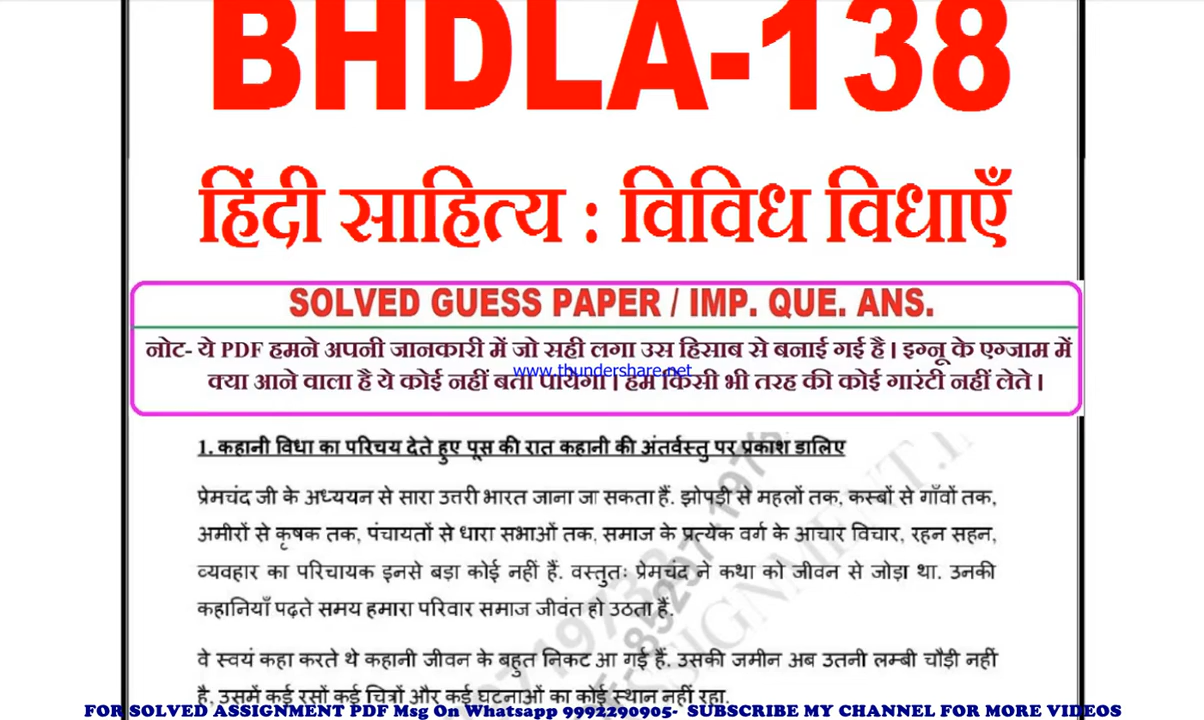 BHDLA-138
हिंदी साहित्य : विविध विधाएँ
SOLVED GUESS PAPER / IMP. QUE. ANS.
नोट- ये PDF हमने अपनी जानकारी में जो सही लगा उस हिसाब से बनाई गई है। इग्नू के एग्जाम में
www.thundershare.net
क्या आने वाला है ये कोई नहीं बता पायेगा। हम किसी भी तरह की कोई गारंटी नहीं लेते।
1. कहानी विधा का परिचय देते हुए पूस की रात कहानी की अंतर्वस्तु पर प्रकाश डालिए
प्रेमचंद जी के अध्ययन से सारा उत्तरी भारत जाना जा सकता हैं. झोपड़ी से महलों तक, कस्बों से गाँवों तक,
अमीरों से कृषक तक, पंचायतों से धारा सभाओं तक, समाज के प्रत्येक वर्ग के आचार विचार, रहन सहन,
व्यवहार का परिचायक इनसे बड़ा कोई नहीं हैं. वस्तुतः प्रेमचंद ने कथा को जीवन से जोड़ा था. उनकी
कहानियाँ पढ़ते समय हमारा परिवार समाज जीवंत हो उठता हैं.
वे स्वयं कहा करते थे कहानी जीवन के बहुत निकट आ गई हैं. उसकी जमीन अब उतनी लम्बी चौड़ी नहीं
है, उसमें कई रसों कई चित्रों और कई घटनाओं का कोई स्थान नहीं रहा.
FOR SOLVED ASSIGNMENT PDF Msg On Whatsapp 9992290905- SUBSCRIBE MY CHANNEL FOR MORE VIDEOS